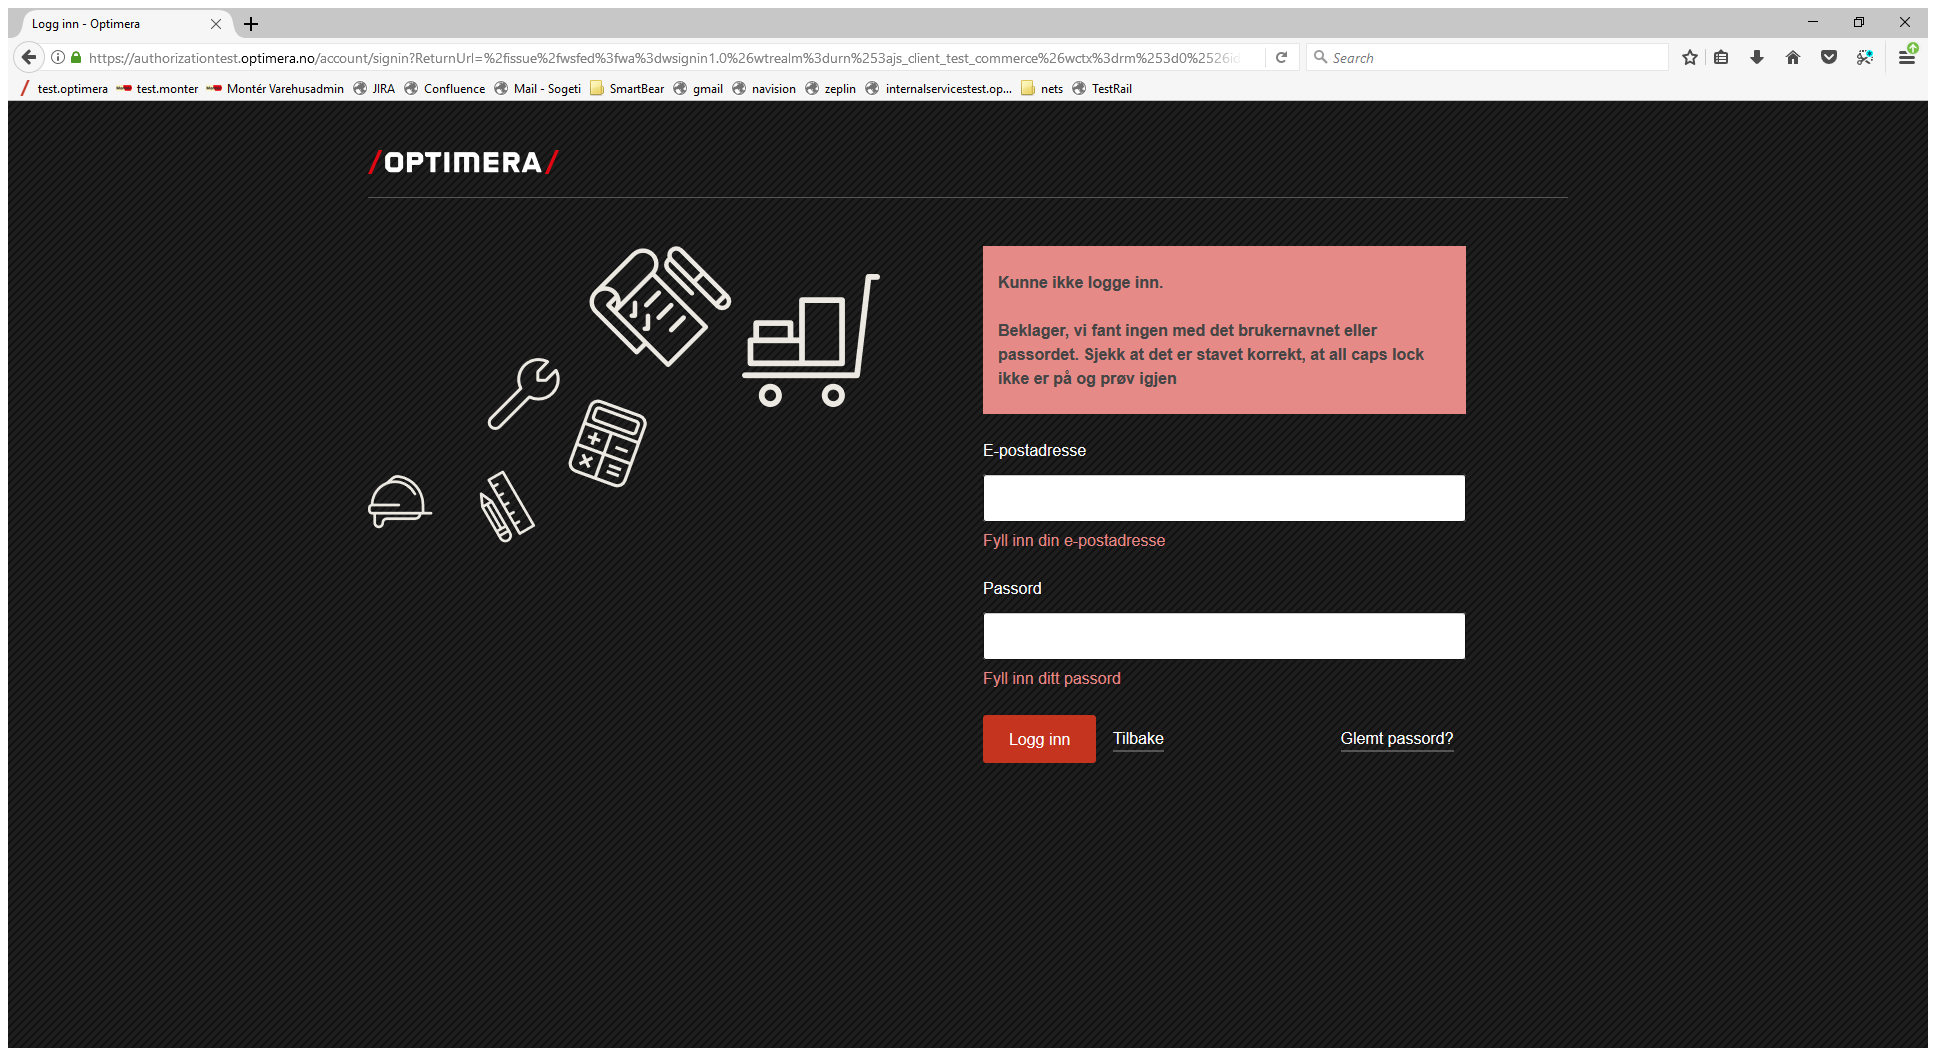 Logg inn - Optimera
https://authorizationtest.optimera.no/account/signin?ReturnUrl=%2fissue%2fwsfed%3fwa%3dwsignin1.0%26wtrealm%3durn%253ajs_client_test_commerce%26wctx%3drm%253d0%2526id
Search
test.optimera test.monter Montér Varehusadmin JIRA Confluence Mail - Sogeti SmartBear gmail navision zeplin internalservicestest.op... nets TestRail
/OPTIMERA/
Kunne ikke logge inn.
Beklager, vi fant ingen med det brukernavnet eller
passordet. Sjekk at det er stavet korrekt, at all caps lock
ikke er på og prøv igjen
E-postadresse
Fyll inn din e-postadresse
Passord
Fyll inn ditt passord
Logg inn Tilbake Glemt passord?